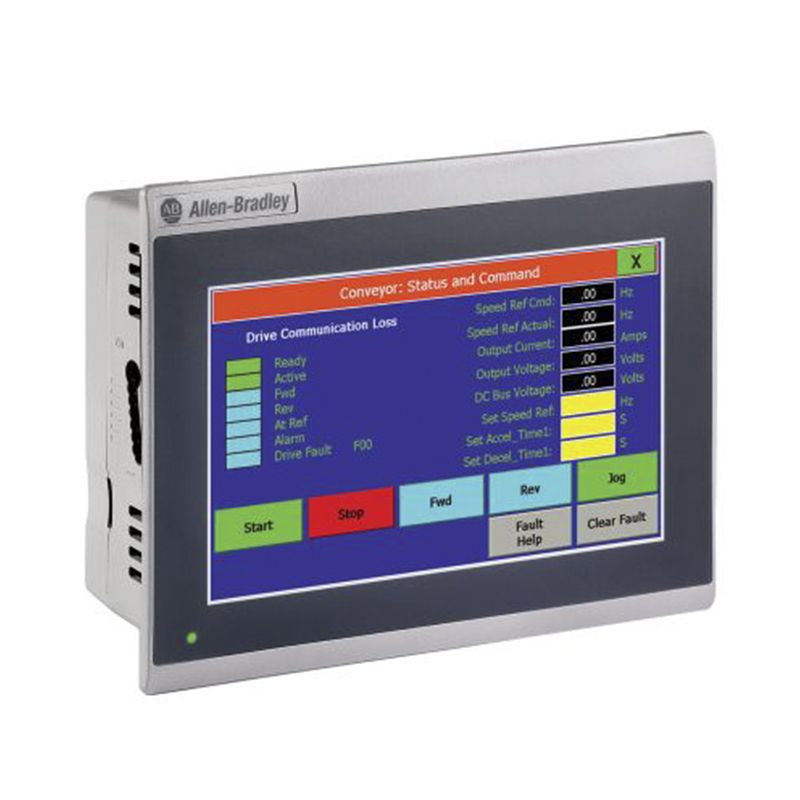 AB Allen-Bradley
Conveyor: Status and Command
X
Drive Communication Loss
Ready
Active
Fwd
Rev
At Ref
Alarm
Drive Fault F00
Speed Ref Cmd: .00 Hz
Speed Ref Actual: .00 Hz
Output Current: .00 Amps
Output Voltage: .00 Volts
DC Bus Voltage: .00 Volts
Set Speed Ref: Hz
Set Accel_Time1: S
Set Decel_Time1: S
Start
Stop
Fwd
Rev
Jog
Fault
Help
Clear Fault